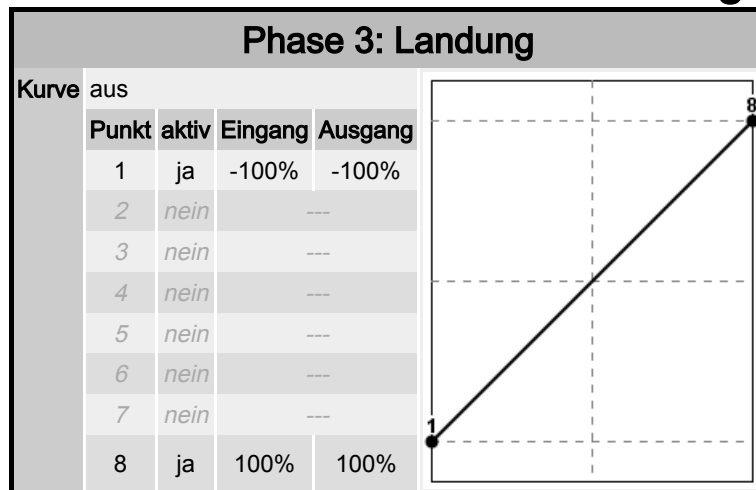 Phase 3: Landung
Kurve aus
Punkt aktiv Eingang Ausgang
1 ja -100% -100%
2 nein ---
3 nein ---
4 nein ---
5 nein ---
6 nein ---
7 nein ---
8 ja 100% 100%
8
1